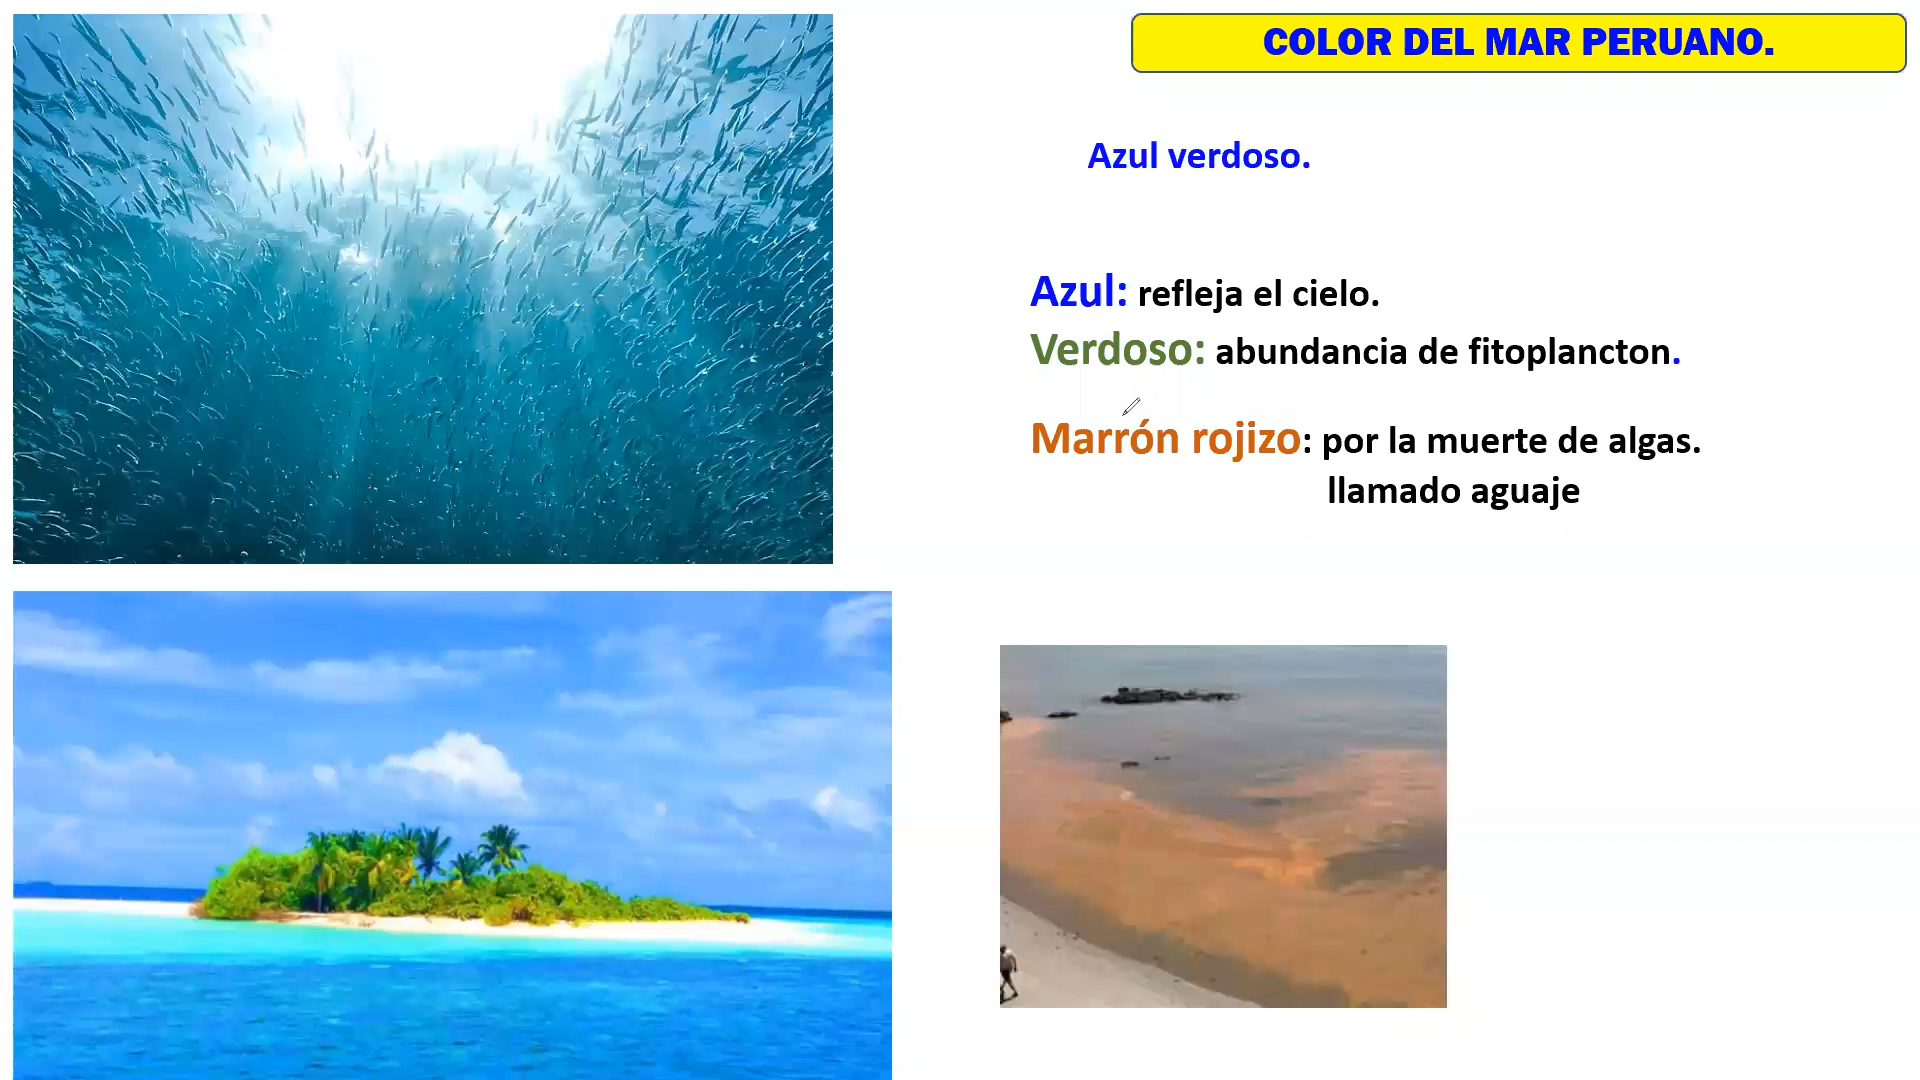 COLOR DEL MAR PERUANO.
Azul verdoso.
Azul: refleja el cielo.
Verdoso: abundancia de fitoplancton.
Marrón rojizo: por la muerte de algas.
llamado aguaje